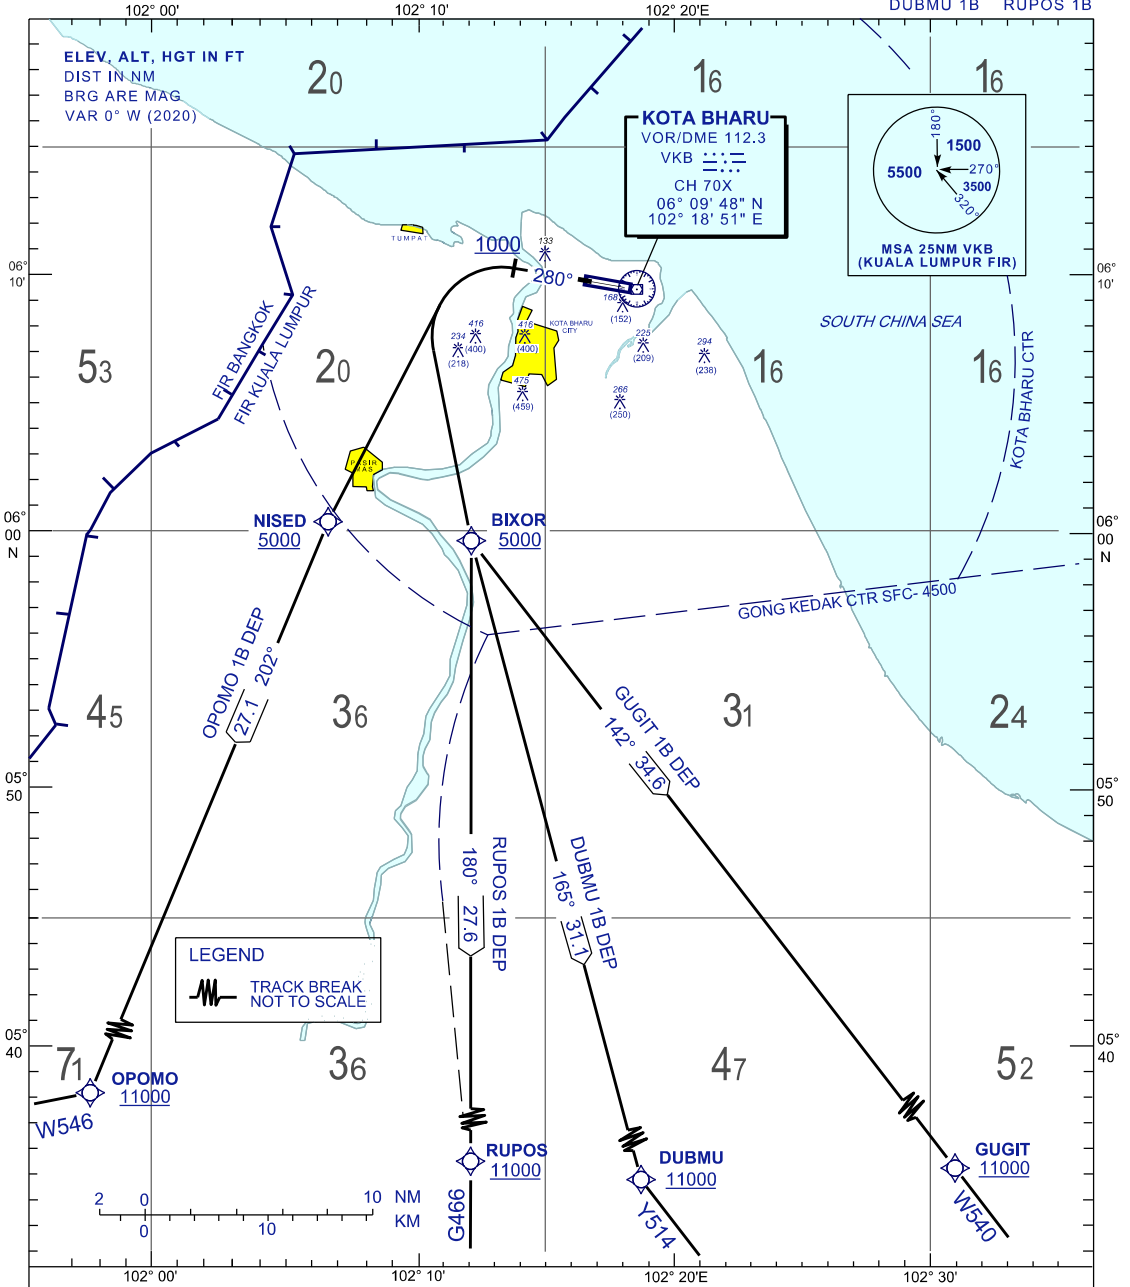 DUBMU 1B RUPOS 1B
102° 00'
102° 10'
102° 20'E
102° 30'
ELEV, ALT, HGT IN FT
DIST IN NM
BRG ARE MAG
VAR 0° W (2020)
20
16
16
KOTA BHARU
VOR/DME 112.3
VKB
CH 70X
06° 09' 48" N
102° 18' 51" E
180°
1500
5500
270°
3500
320°
MSA 25NM VKB
(KUALA LUMPUR FIR)
TUMPAT
1000
133
280°
06°
10'
06°
10'
168
(152)
SOUTH CHINA SEA
FIR BANGKOK
FIR KUALA LUMPUR
234
(218)
416
(400)
416
(400)
KOTA BHARU
CITY
225
(209)
294
(238)
475
(459)
266
(250)
53
20
16
16
KOTA BHARU CTR
PASIR
MAS
NISED
5000
BIXOR
5000
06°
00
N
06°
00
N
GONG KEDAK CTR SFC- 4500
OPOMO 1B DEP
27.1 202°
45
36
31
24
GUGIT 1B DEP
142° 34.6
05°
50
05°
50
RUPOS 1B DEP
180° 27.6
DUBMU 1B DEP
165° 31.1
LEGEND
TRACK BREAK
NOT TO SCALE
05°
40
05°
40
71
36
47
52
OPOMO
11000
W546
RUPOS
11000
G466
DUBMU
11000
Y514
GUGIT
11000
W540
2 0 10 NM
0 10 KM
102° 00'
102° 10'
102° 20'E
102° 30'